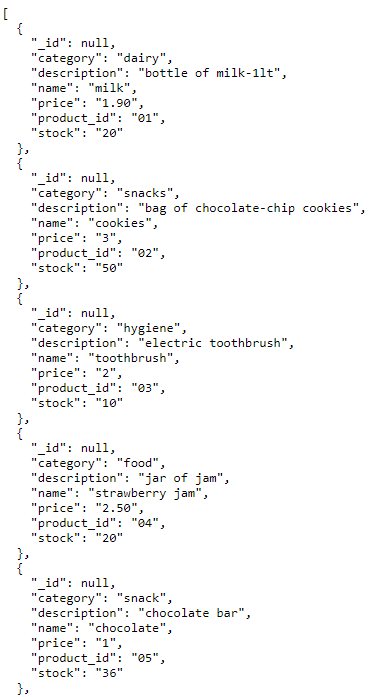 [
  {
    "_id": null,
    "category": "dairy",
    "description": "bottle of milk-1lt",
    "name": "milk",
    "price": "1.90",
    "product_id": "01",
    "stock": "20"
  },
  {
    "_id": null,
    "category": "snacks",
    "description": "bag of chocolate-chip cookies",
    "name": "cookies",
    "price": "3",
    "product_id": "02",
    "stock": "50"
  },
  {
    "_id": null,
    "category": "hygiene",
    "description": "electric toothbrush",
    "name": "toothbrush",
    "price": "2",
    "product_id": "03",
    "stock": "10"
  },
  {
    "_id": null,
    "category": "food",
    "description": "jar of jam",
    "name": "strawberry jam",
    "price": "2.50",
    "product_id": "04",
    "stock": "20"
  },
  {
    "_id": null,
    "category": "snack",
    "description": "chocolate bar",
    "name": "chocolate",
    "price": "1",
    "product_id": "05",
    "stock": "36"
  },